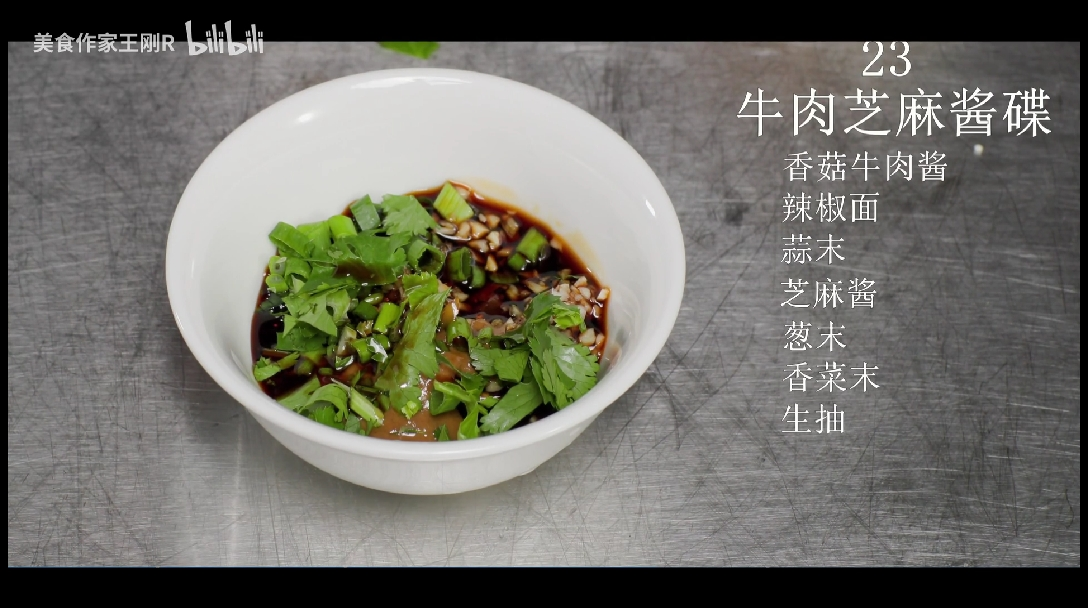 美食作家王刚R bilibili
23
牛肉芝麻酱碟
香菇牛肉酱
辣椒面
蒜末
芝麻酱
葱末
香菜末
生抽